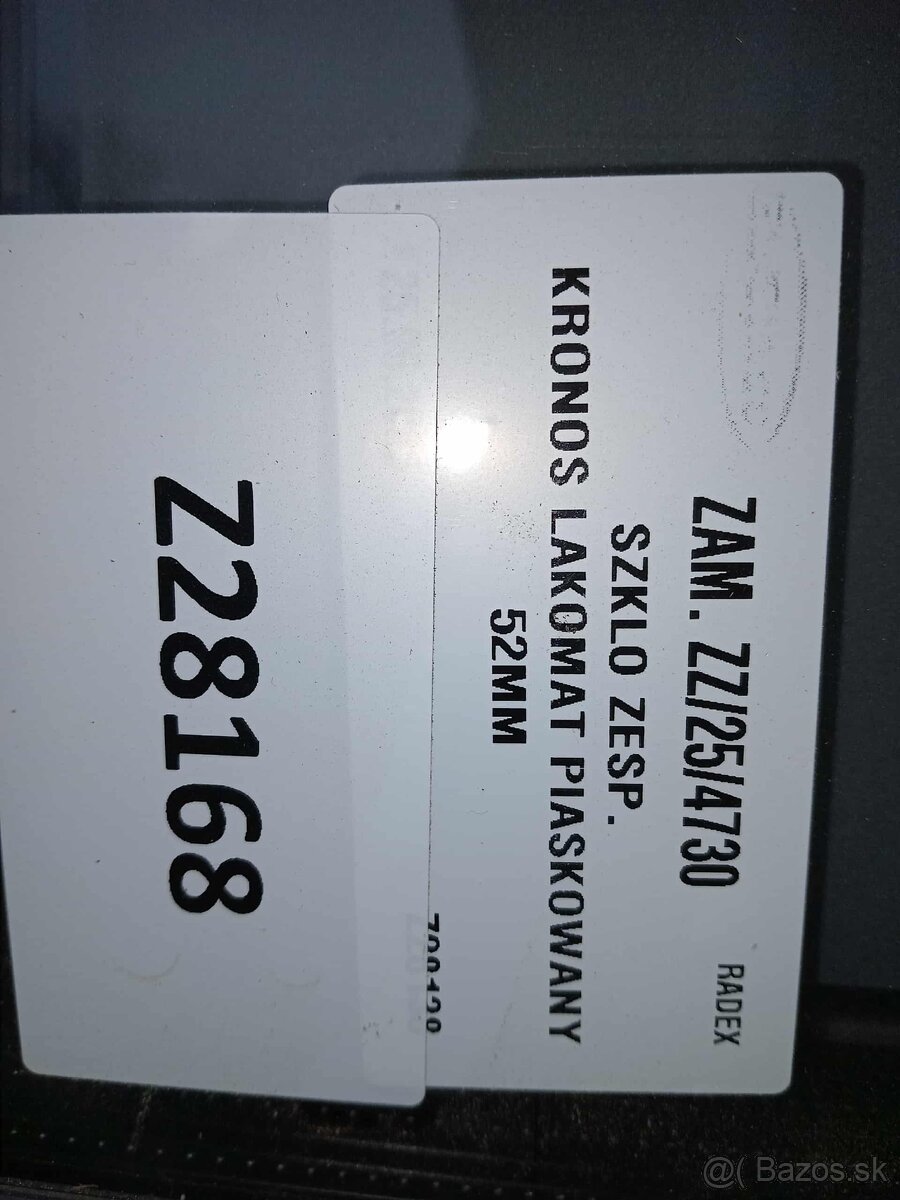 RADEX
ZAM. ZZ/25/4730
SZKLO ZESP.
KRONOS LAKOMAT PIASKOWANY
52MM
Z28168
@( Bazos.sk